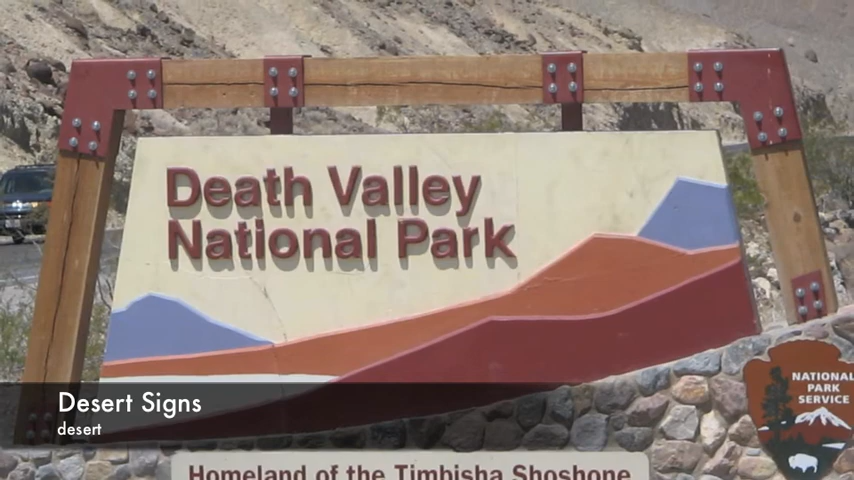 Death Valley
National Park
NATIONAL
PARK
SERVICE
Desert Signs
desert
Homeland of the Timbisha Shoshone